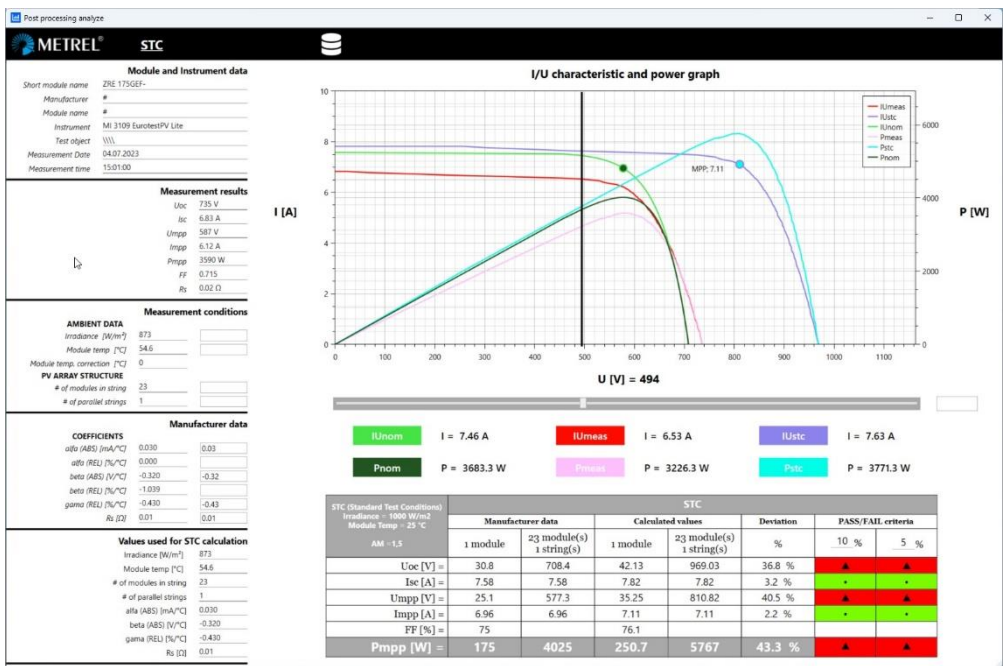 Post processing analyze
METREL®
STC
Module and Instrument data
Short module name ZRE 175GEF-
Manufacturer #
Module name #
Instrument MI 3109 EurotestPV Lite
Test object \\\\
Measurement Date 04.07.2023
Measurement time 15:01:00
Measurement results
Uoc 735 V
Isc 6.83 A
Umpp 587 V
Impp 6.12 A
Pmpp 3590 W
FF 0.715
Rs 0.02 Ω
Measurement conditions
AMBIENT DATA
Irradiance [W/m²] 873
Module temp [°C] 54.6
Module temp. correction [°C] 0
PV ARRAY STRUCTURE
# of modules in string 23
# of parallel strings 1
Manufacturer data
COEFFICIENTS
alfa (ABS) [mA/°C] 0.030 0.03
alfa (REL) [%/°C] 0.000
beta (ABS) [V/°C] -0.320 -0.32
beta (REL) [%/°C] -1.039
gama (REL) [%/°C] -0.430 -0.43
Rs [Ω] 0.01 0.01
Values used for STC calculation
Irradiance [W/m²] 873
Module temp [°C] 54.6
# of modules in string 23
# of parallel strings 1
alfa (ABS) [mA/°C] 0.030
beta (ABS) [V/°C] -0.320
gama (REL) [%/°C] -0.430
Rs [Ω] 0.01
I/U characteristic and power graph
I [A]
10
8
6
4
2
0
0 100 200 300 400 500 600 700 800 900 1000 1100
6000
4000
2000
0
P [W]
MPP; 7.11
IUmeas
IUstc
IUnom
Pmeas
Pstc
Pnom
U [V] = 494
IUnom I = 7.46 A IUmeas I = 6.53 A IUstc I = 7.63 A
Pnom P = 3683.3 W Pmeas P = 3226.3 W Pstc P = 3771.3 W
STC (Standard Test Conditions)
Irradiance = 1000 W/m2
Module Temp = 25 °C
AM =1,5
STC
Manufacturer data Calculated values Deviation PASS/FAIL criteria
1 module 23 module(s) 1 string(s) 1 module 23 module(s) 1 string(s) % 10 % 5 %
Uoc [V] = 30.8 708.4 42.13 969.03 36.8 %
Isc [A] = 7.58 7.58 7.82 7.82 3.2 %
Umpp [V] = 25.1 577.3 35.25 810.82 40.5 %
Impp [A] = 6.96 6.96 7.11 7.11 2.2 %
FF [%] = 75 76.1
Pmpp [W] = 175 4025 250.7 5767 43.3 %